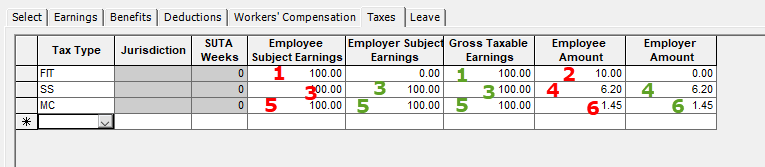 Select Earnings Benefits Deductions Workers' Compensation Taxes Leave
Tax Type Jurisdiction SUTA Weeks Employee Subject Earnings Employer Subject Earnings Gross Taxable Earnings Employee Amount Employer Amount
FIT 0 1 100.00 0.00 1 100.00 2 10.00 0.00
SS 0 3 100.00 3 100.00 3 100.00 4 6.20 4 6.20
MC 0 5 100.00 5 100.00 5 100.00 6 1.45 6 1.45